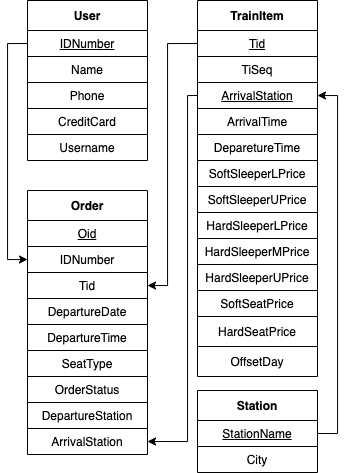 User
IDNumber
Name
Phone
CreditCard
Username
Order
Oid
IDNumber
Tid
DepartureDate
DepartureTime
SeatType
OrderStatus
DepartureStation
ArrivalStation
TrainItem
Tid
TiSeq
ArrivalStation
ArrivalTime
DeparetureTime
SoftSleeperLPrice
SoftSleeperUPrice
HardSleeperLPrice
HardSleeperMPrice
HardSleeperUPrice
SoftSeatPrice
HardSeatPrice
OffsetDay
Station
StationName
City